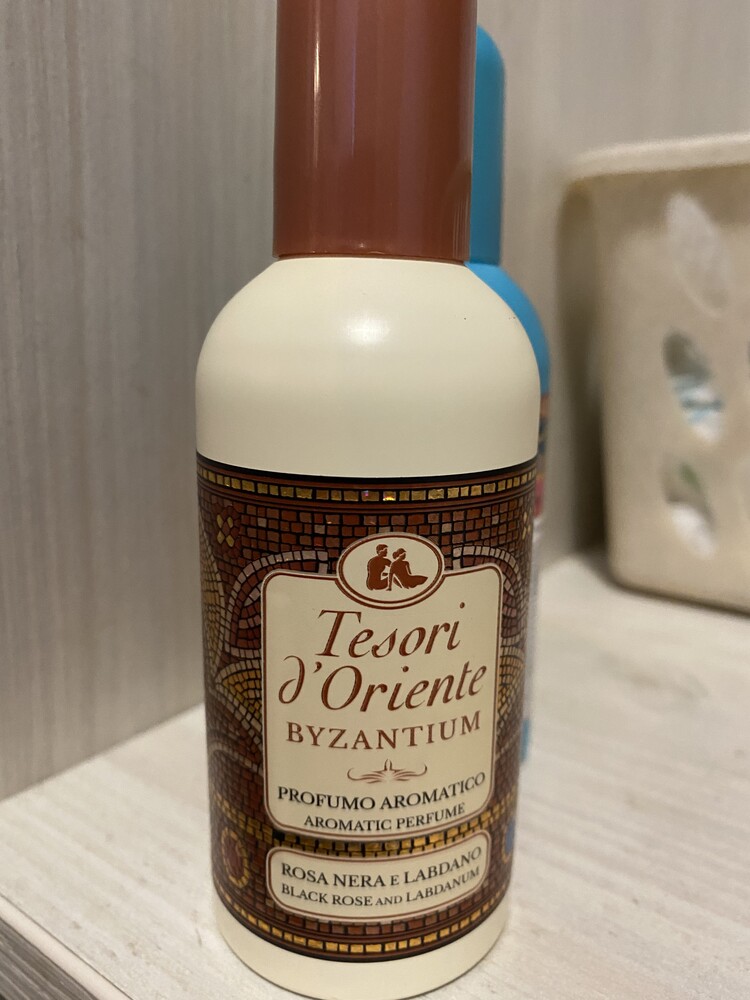 Tesori
d'Oriente
BYZANTIUM
PROFUMO AROMATICO
AROMATIC PERFUME
ROSA NERA E LABDANO
BLACK ROSE AND LABDANUM